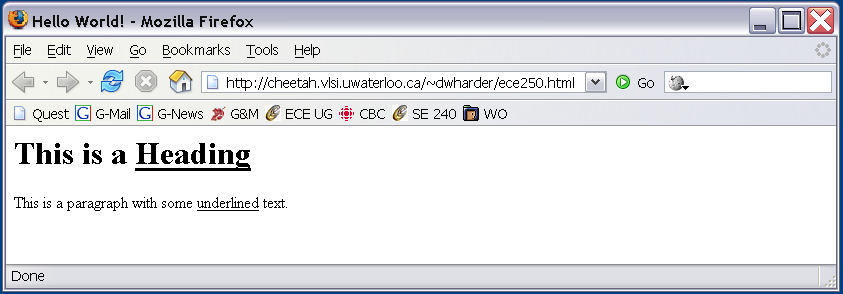 Hello World! - Mozilla Firefox
File Edit View Go Bookmarks Tools Help
http://cheetah.vlsi.uwaterloo.ca/~dwharder/ece250.html Go
Quest G G-Mail G G-News G&M ECE UG CBC SE 240 WO
This is a Heading
This is a paragraph with some underlined text.
Done